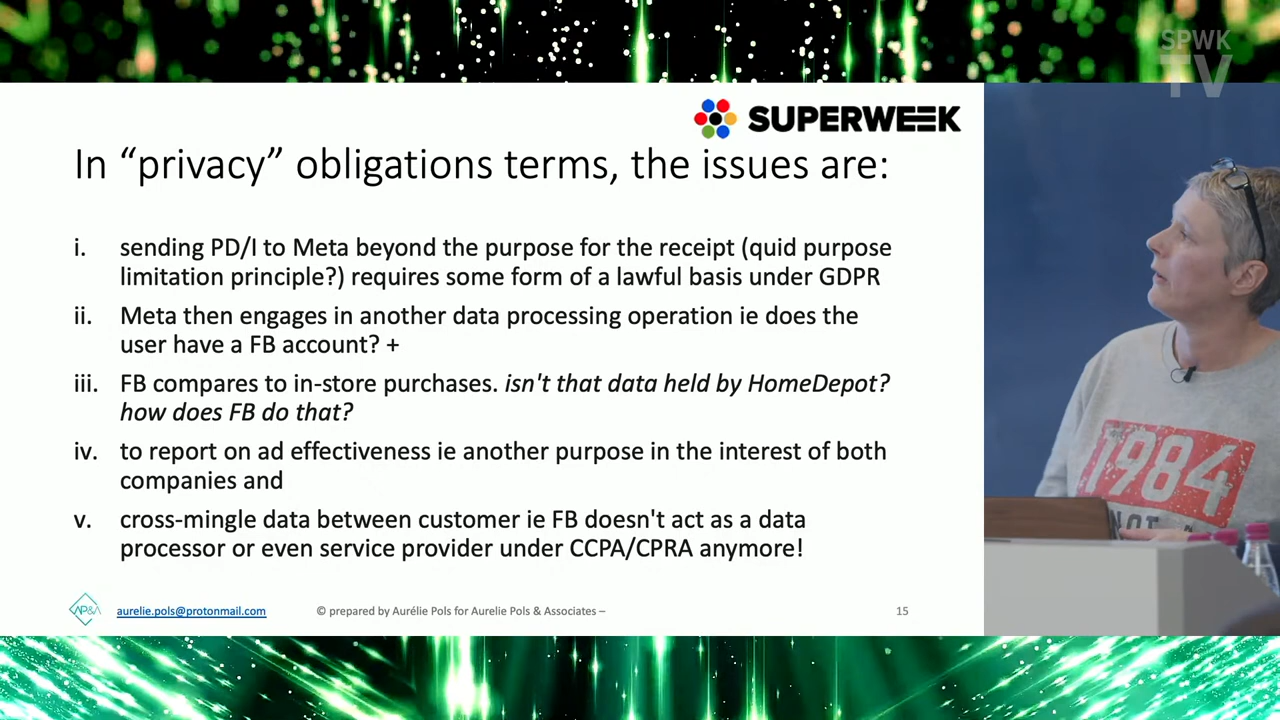 SPWK
TV
SUPERWEEK
In “privacy” obligations terms, the issues are:
i. sending PD/I to Meta beyond the purpose for the receipt (quid purpose
limitation principle?) requires some form of a lawful basis under GDPR
ii. Meta then engages in another data processing operation ie does the
user have a FB account? +
iii. FB compares to in-store purchases. isn't that data held by HomeDepot?
how does FB do that?
iv. to report on ad effectiveness ie another purpose in the interest of both
companies and
v. cross-mingle data between customer ie FB doesn't act as a data
processor or even service provider under CCPA/CPRA anymore!
AP&A
aurelie.pols@protonmail.com
© prepared by Aurélie Pols for Aurelie Pols & Associates –
15
1984
NOT